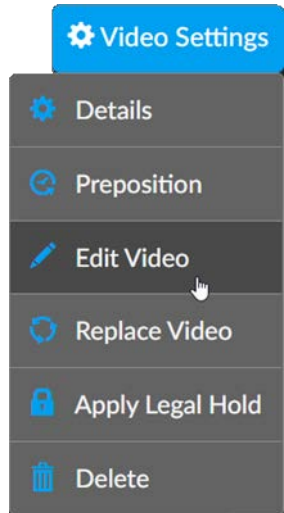 Video Settings
Details
Preposition
Edit Video
Replace Video
Apply Legal Hold
Delete